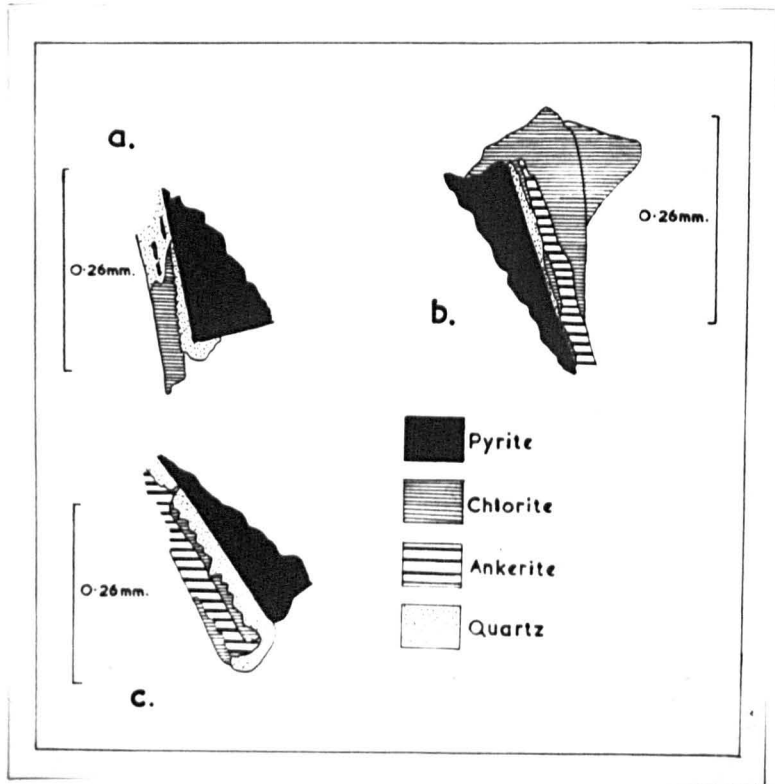 a.
0·26mm.
0·26mm.
b.
Pyrite
Chlorite
Ankerite
0·26mm.
Quartz
c.